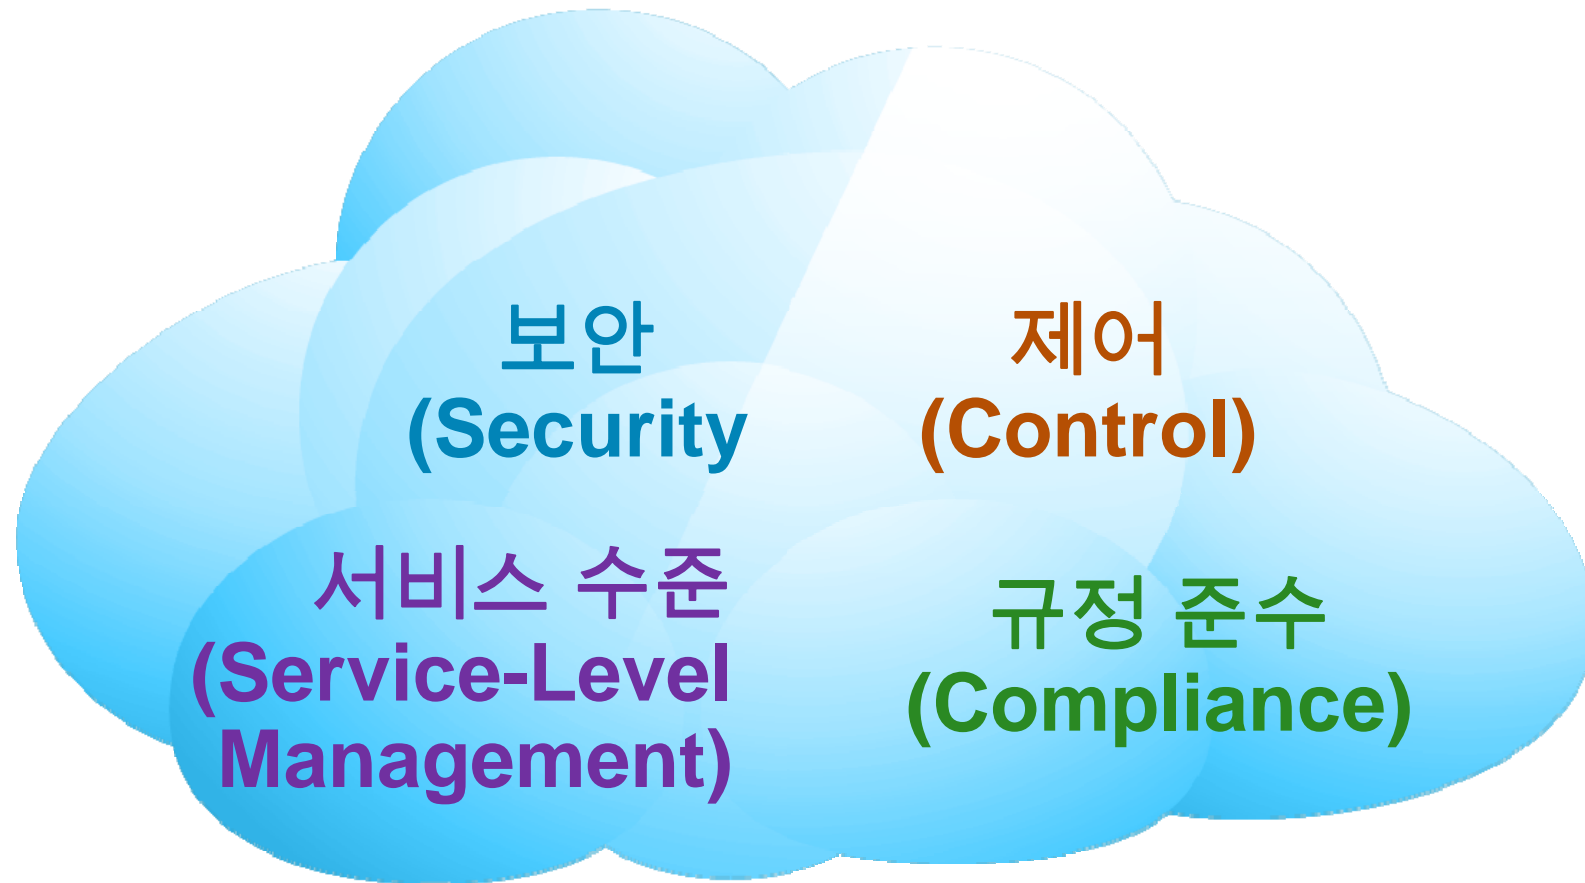 보안
(Security
제어
(Control)
서비스 수준
(Service-Level
Management)
규정 준수
(Compliance)